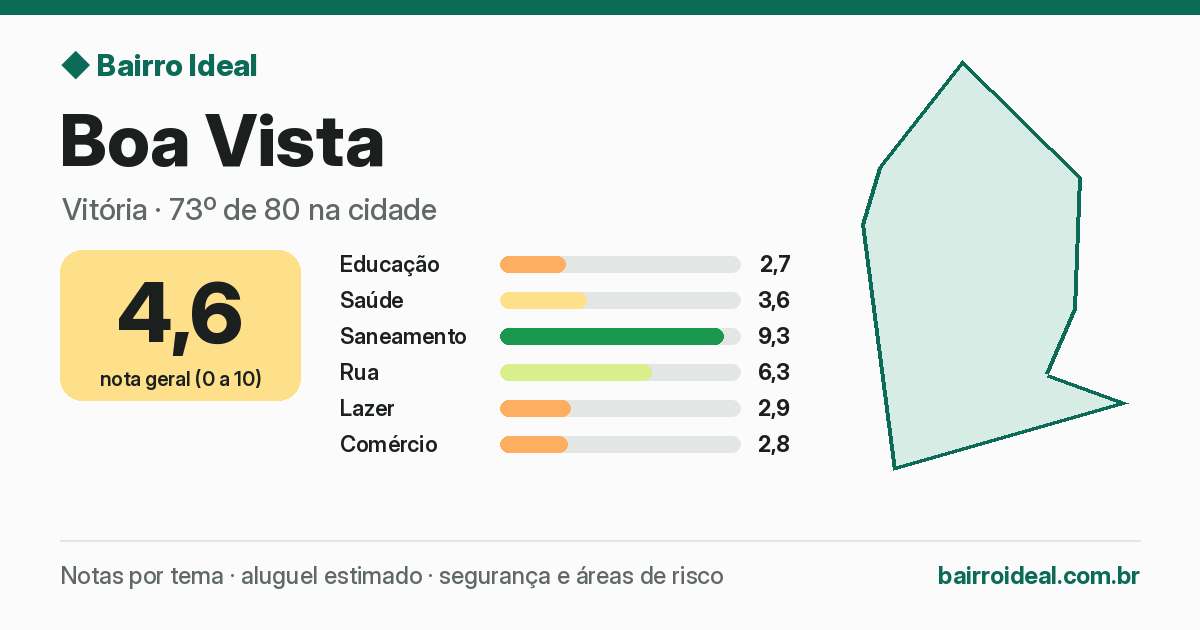 Bairro Ideal
Boa Vista
Vitória · 73º de 80 na cidade
4,6
nota geral (0 a 10)
Educação 2,7
Saúde 3,6
Saneamento 9,3
Rua 6,3
Lazer 2,9
Comércio 2,8
Notas por tema · aluguel estimado · segurança e áreas de risco
bairroideal.com.br